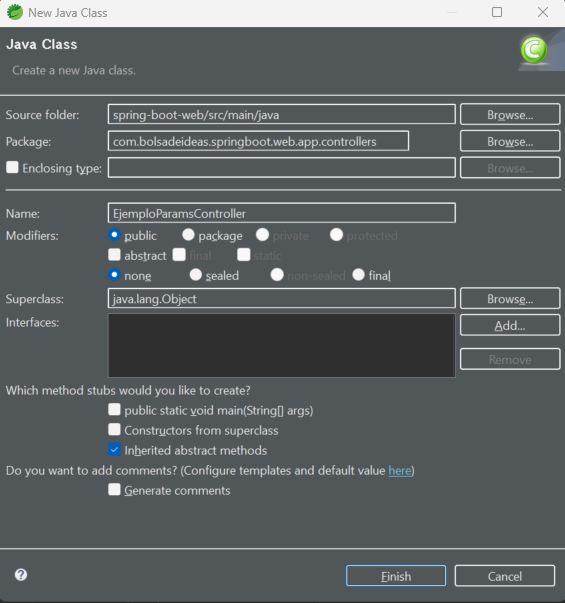 New Java Class
Java Class
Create a new Java class.
Source folder: spring-boot-web/src/main/java Browse...
Package: com.bolsadeideas.springboot.web.app.controllers Browse...
Enclosing type: Browse...
Name: EjemploParamsController
Modifiers: public package private protected
abstract final static
none sealed non-sealed final
Superclass: java.lang.Object Browse...
Interfaces: Add...
Remove
Which method stubs would you like to create?
public static void main(String[] args)
Constructors from superclass
Inherited abstract methods
Do you want to add comments? (Configure templates and default value here)
Generate comments
? Finish Cancel